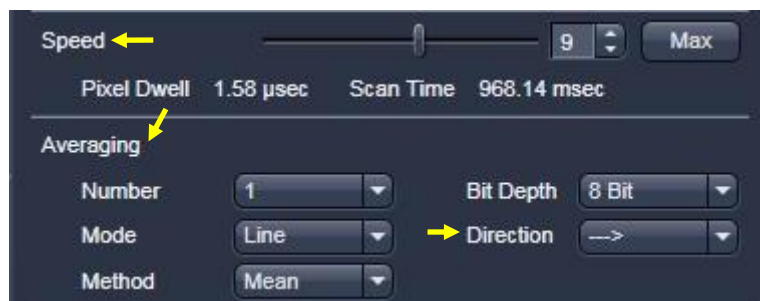 Speed 9 Max
Pixel Dwell 1.58 µsec Scan Time 968.14 msec
Averaging
Number 1 Bit Depth 8 Bit
Mode Line Direction --->
Method Mean